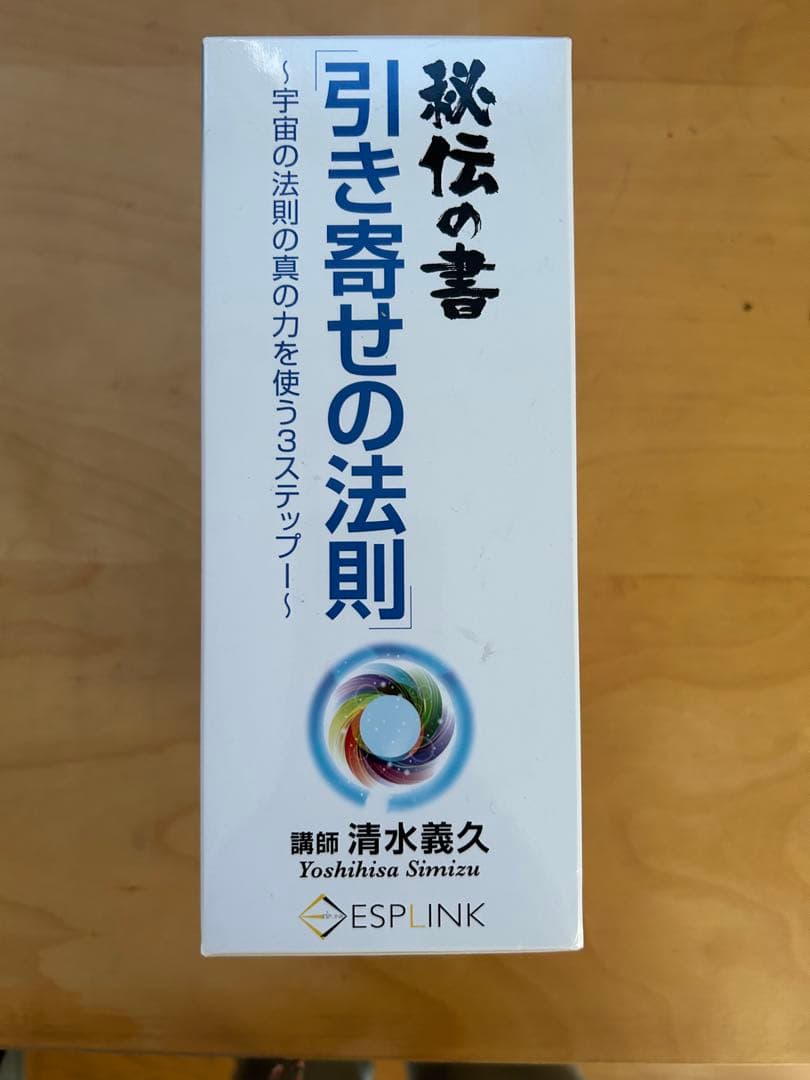 秘伝の書
「引き寄せの法則」
～宇宙の法則の真の力を使う3ステップー～
講師 清水義久
Yoshihisa Simizu
ESPLINK